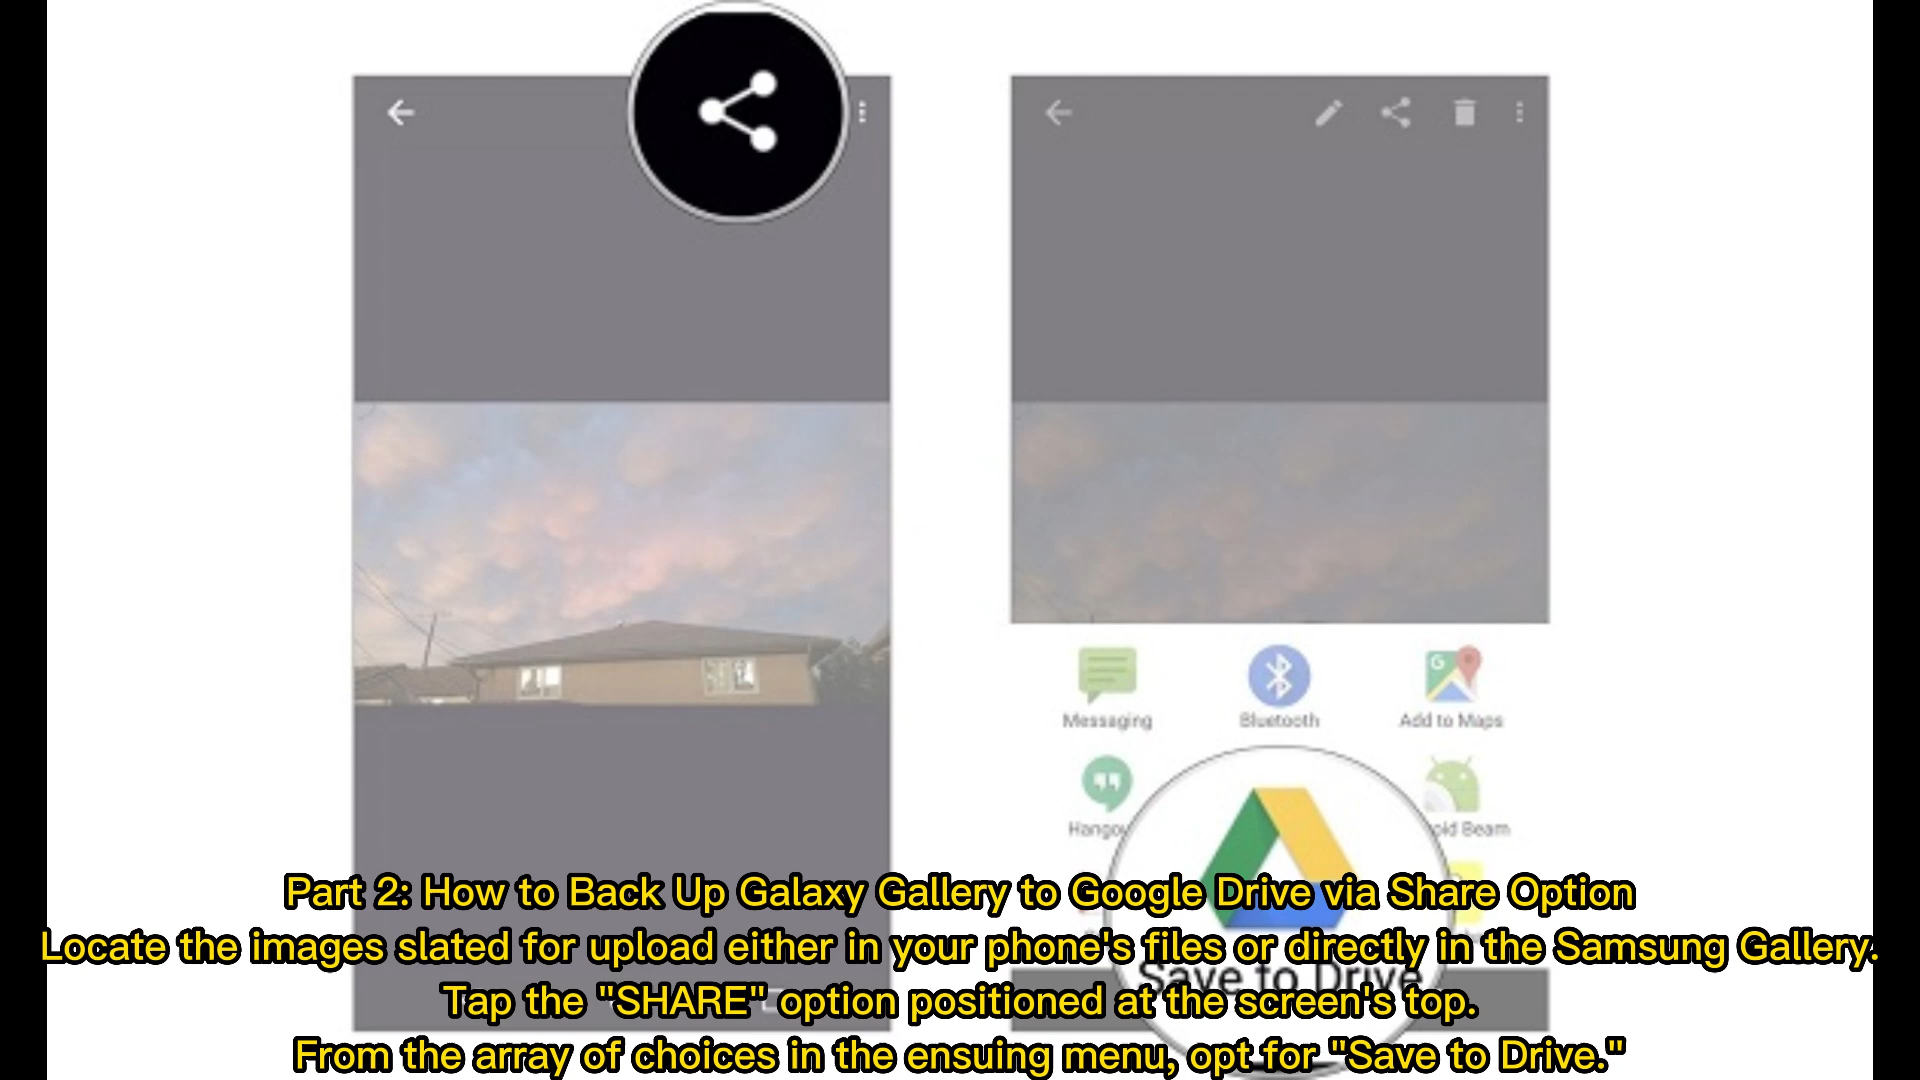 Messaging
Bluetooth
Add to Maps
Hangou
oid Beam
Save to Drive
Part 2: How to Back Up Galaxy Gallery to Google Drive via Share Option
Locate the images slated for upload either in your phone's files or directly in the Samsung Gallery.
Tap the "SHARE" option positioned at the screen's top.
From the array of choices in the ensuing menu, opt for "Save to Drive."